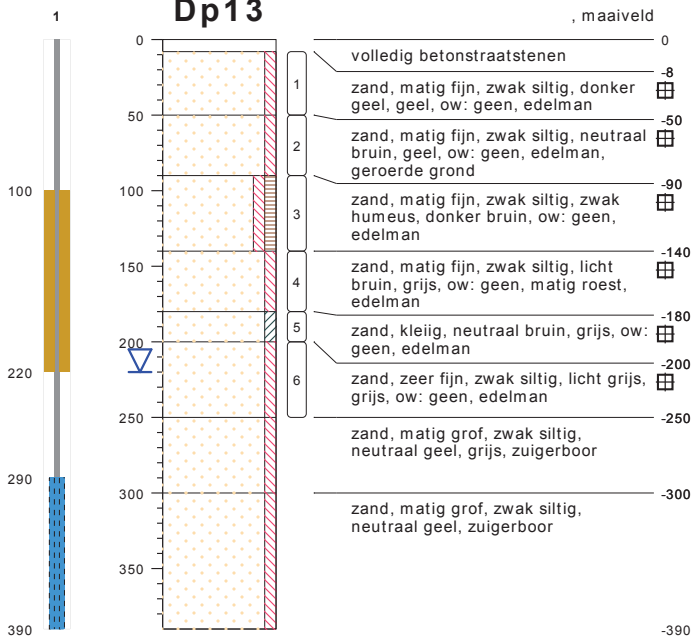 Dp13
1
, maaiveld
0
0
volledig betonstraatstenen
-8
1
zand, matig fijn, zwak siltig, donker
geel, geel, ow: geen, edelman
50
-50
2
zand, matig fijn, zwak siltig, neutraal
bruin, geel, ow: geen, edelman,
geroerde grond
-90
100
100
3
zand, matig fijn, zwak siltig, zwak
humeus, donker bruin, ow: geen,
edelman
-140
150
4
zand, matig fijn, zwak siltig, licht
bruin, grijs, ow: geen, matig roest,
edelman
-180
5
zand, kleiig, neutraal bruin, grijs, ow:
geen, edelman
200
-200
220
6
zand, zeer fijn, zwak siltig, licht grijs,
grijs, ow: geen, edelman
250
-250
zand, matig grof, zwak siltig,
neutraal geel, grijs, zuigerboor
290
300
-300
zand, matig grof, zwak siltig,
neutraal geel, zuigerboor
350
390
-390